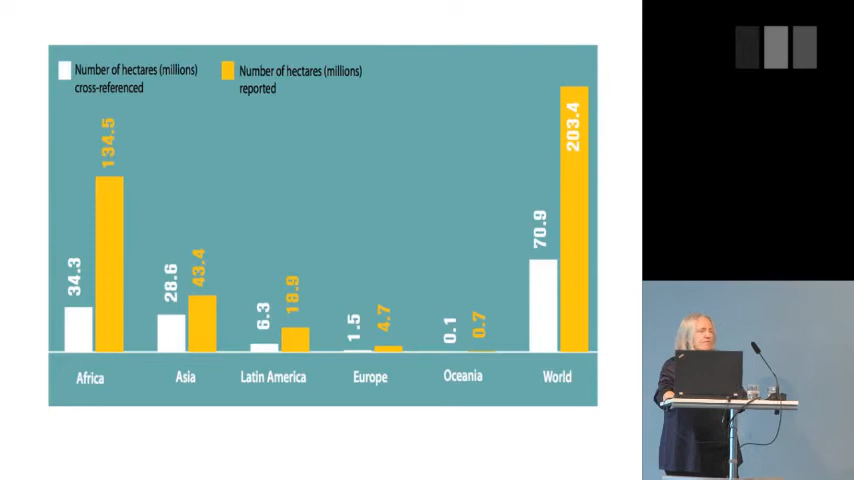 Number of hectares (millions)
cross-referenced
Number of hectares (millions)
reported
34.3
134.5
28.6
43.4
6.3
18.9
1.5
4.7
0.1
0.7
70.9
203.4
Africa
Asia
Latin America
Europe
Oceania
World